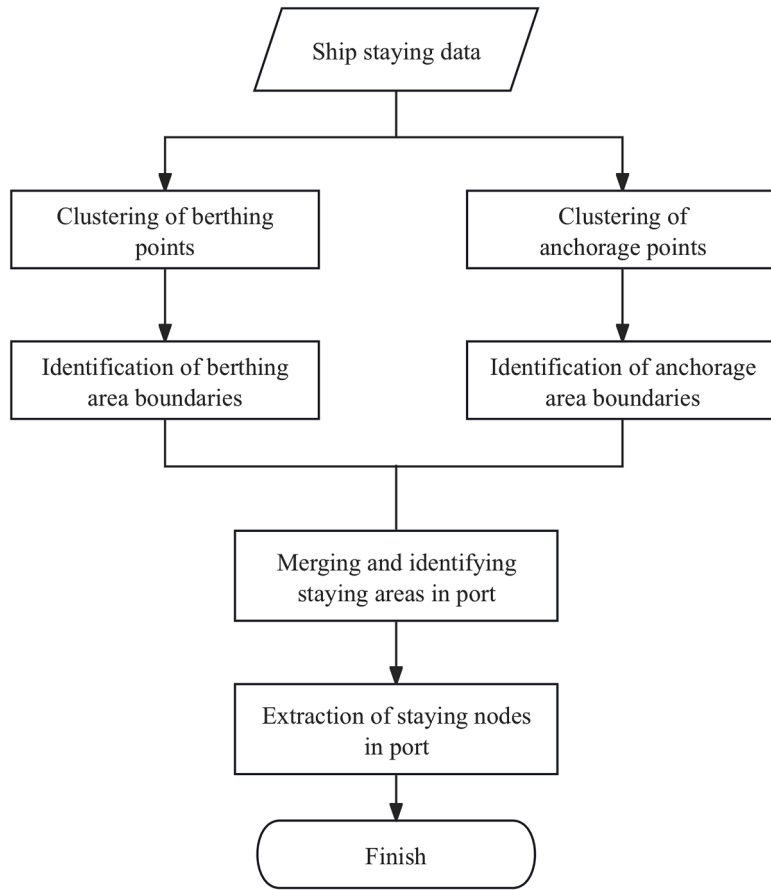 Ship staying data
Clustering of berthing
points
Clustering of
anchorage points
Identification of berthing
area boundaries
Identification of anchorage
area boundaries
Merging and identifying
staying areas in port
Extraction of staying nodes
in port
Finish